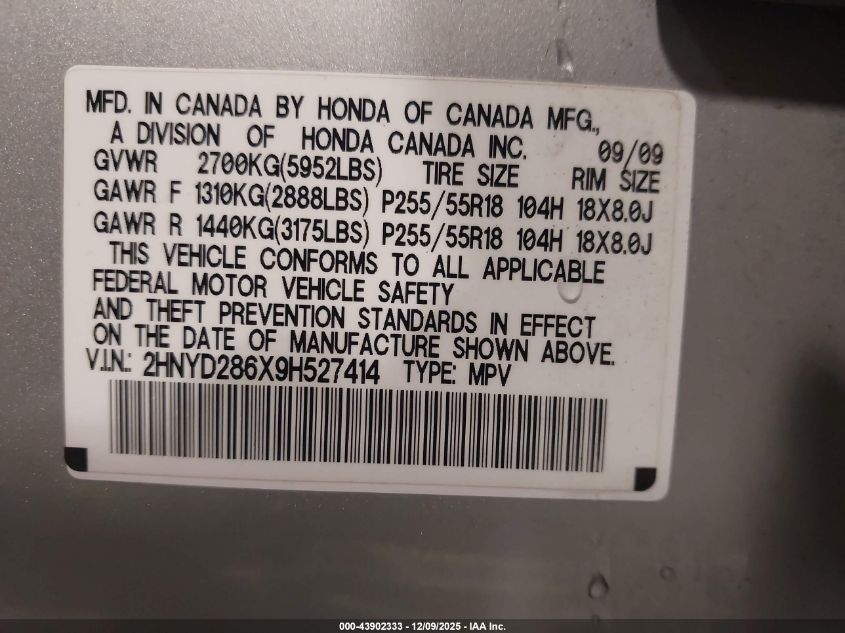 MFD. IN CANADA BY HONDA OF CANADA MFG.,
A DIVISION OF HONDA CANADA INC. 09/09
GVWR 2700KG(5952LBS) TIRE SIZE RIM SIZE
GAWR F 1310KG(2888LBS) P255/55R18 104H 18X8.0J
GAWR R 1440KG(3175LBS) P255/55R18 104H 18X8.0J
THIS VEHICLE CONFORMS TO ALL APPLICABLE
FEDERAL MOTOR VEHICLE SAFETY
AND THEFT PREVENTION STANDARDS IN EFFECT
ON THE DATE OF MANUFACTURE SHOWN ABOVE.
V.I.N.: 2HNYD286X9H527414 TYPE: MPV
000-43902333 - 12/09/2025 - IAA Inc.